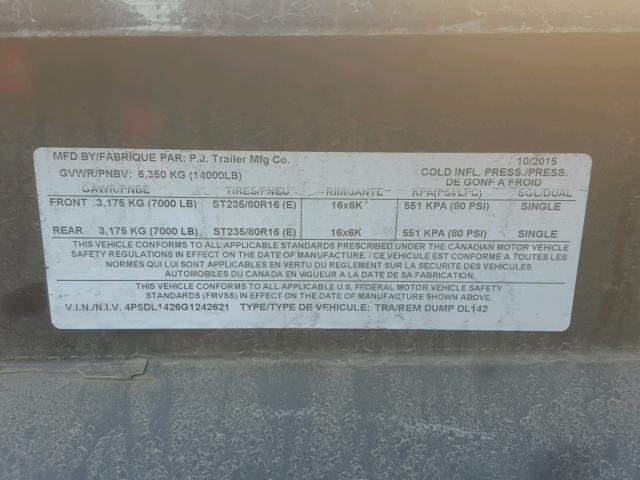 MFD BY/FABRIQUE PAR: P.J. Trailer Mfg Co. 10/2015
GVWR/PNBV: 6,350 KG (14000LB) COLD INFL. PRESS./PRESS.
DE GONF A FROID
GAWR/PNBE TIRES/PNEU RIM/JANTE KPA(PSI/LPC) SGL/DUAL
FRONT 3,175 KG (7000 LB) ST235/80R16 (E) 16x6K 551 KPA (80 PSI) SINGLE
REAR 3,175 KG (7000 LB) ST235/80R16 (E) 16x6K 551 KPA (80 PSI) SINGLE
THIS VEHICLE CONFORMS TO ALL APPLICABLE STANDARDS PRESCRIBED UNDER THE CANADIAN MOTOR VEHICLE
SAFETY REGULATIONS IN EFFECT ON THE DATE OF MANUFACTURE. / CE VEHICULE EST CONFORME A TOUTES LES
NORMES QUI LUI SONT APPLICABLES EN VERTU DU REGLEMENT SUR LA SECURITE DES VEHICULES
AUTOMOBILES DU CANADA EN VIGUEUR A LA DATE DE SA FABRICATION.
THIS VEHICLE CONFORMS TO ALL APPLICABLE U.S. FEDERAL MOTOR VEHICLE SAFETY
STANDARDS (FMVSS) IN EFFECT ON THE DATE OF MANUFACTURE SHOWN ABOVE.
V.I.N./N.I.V. 4P5DL1426G1242621 TYPE/TYPE DE VEHICULE: TRA/REM DUMP DL142